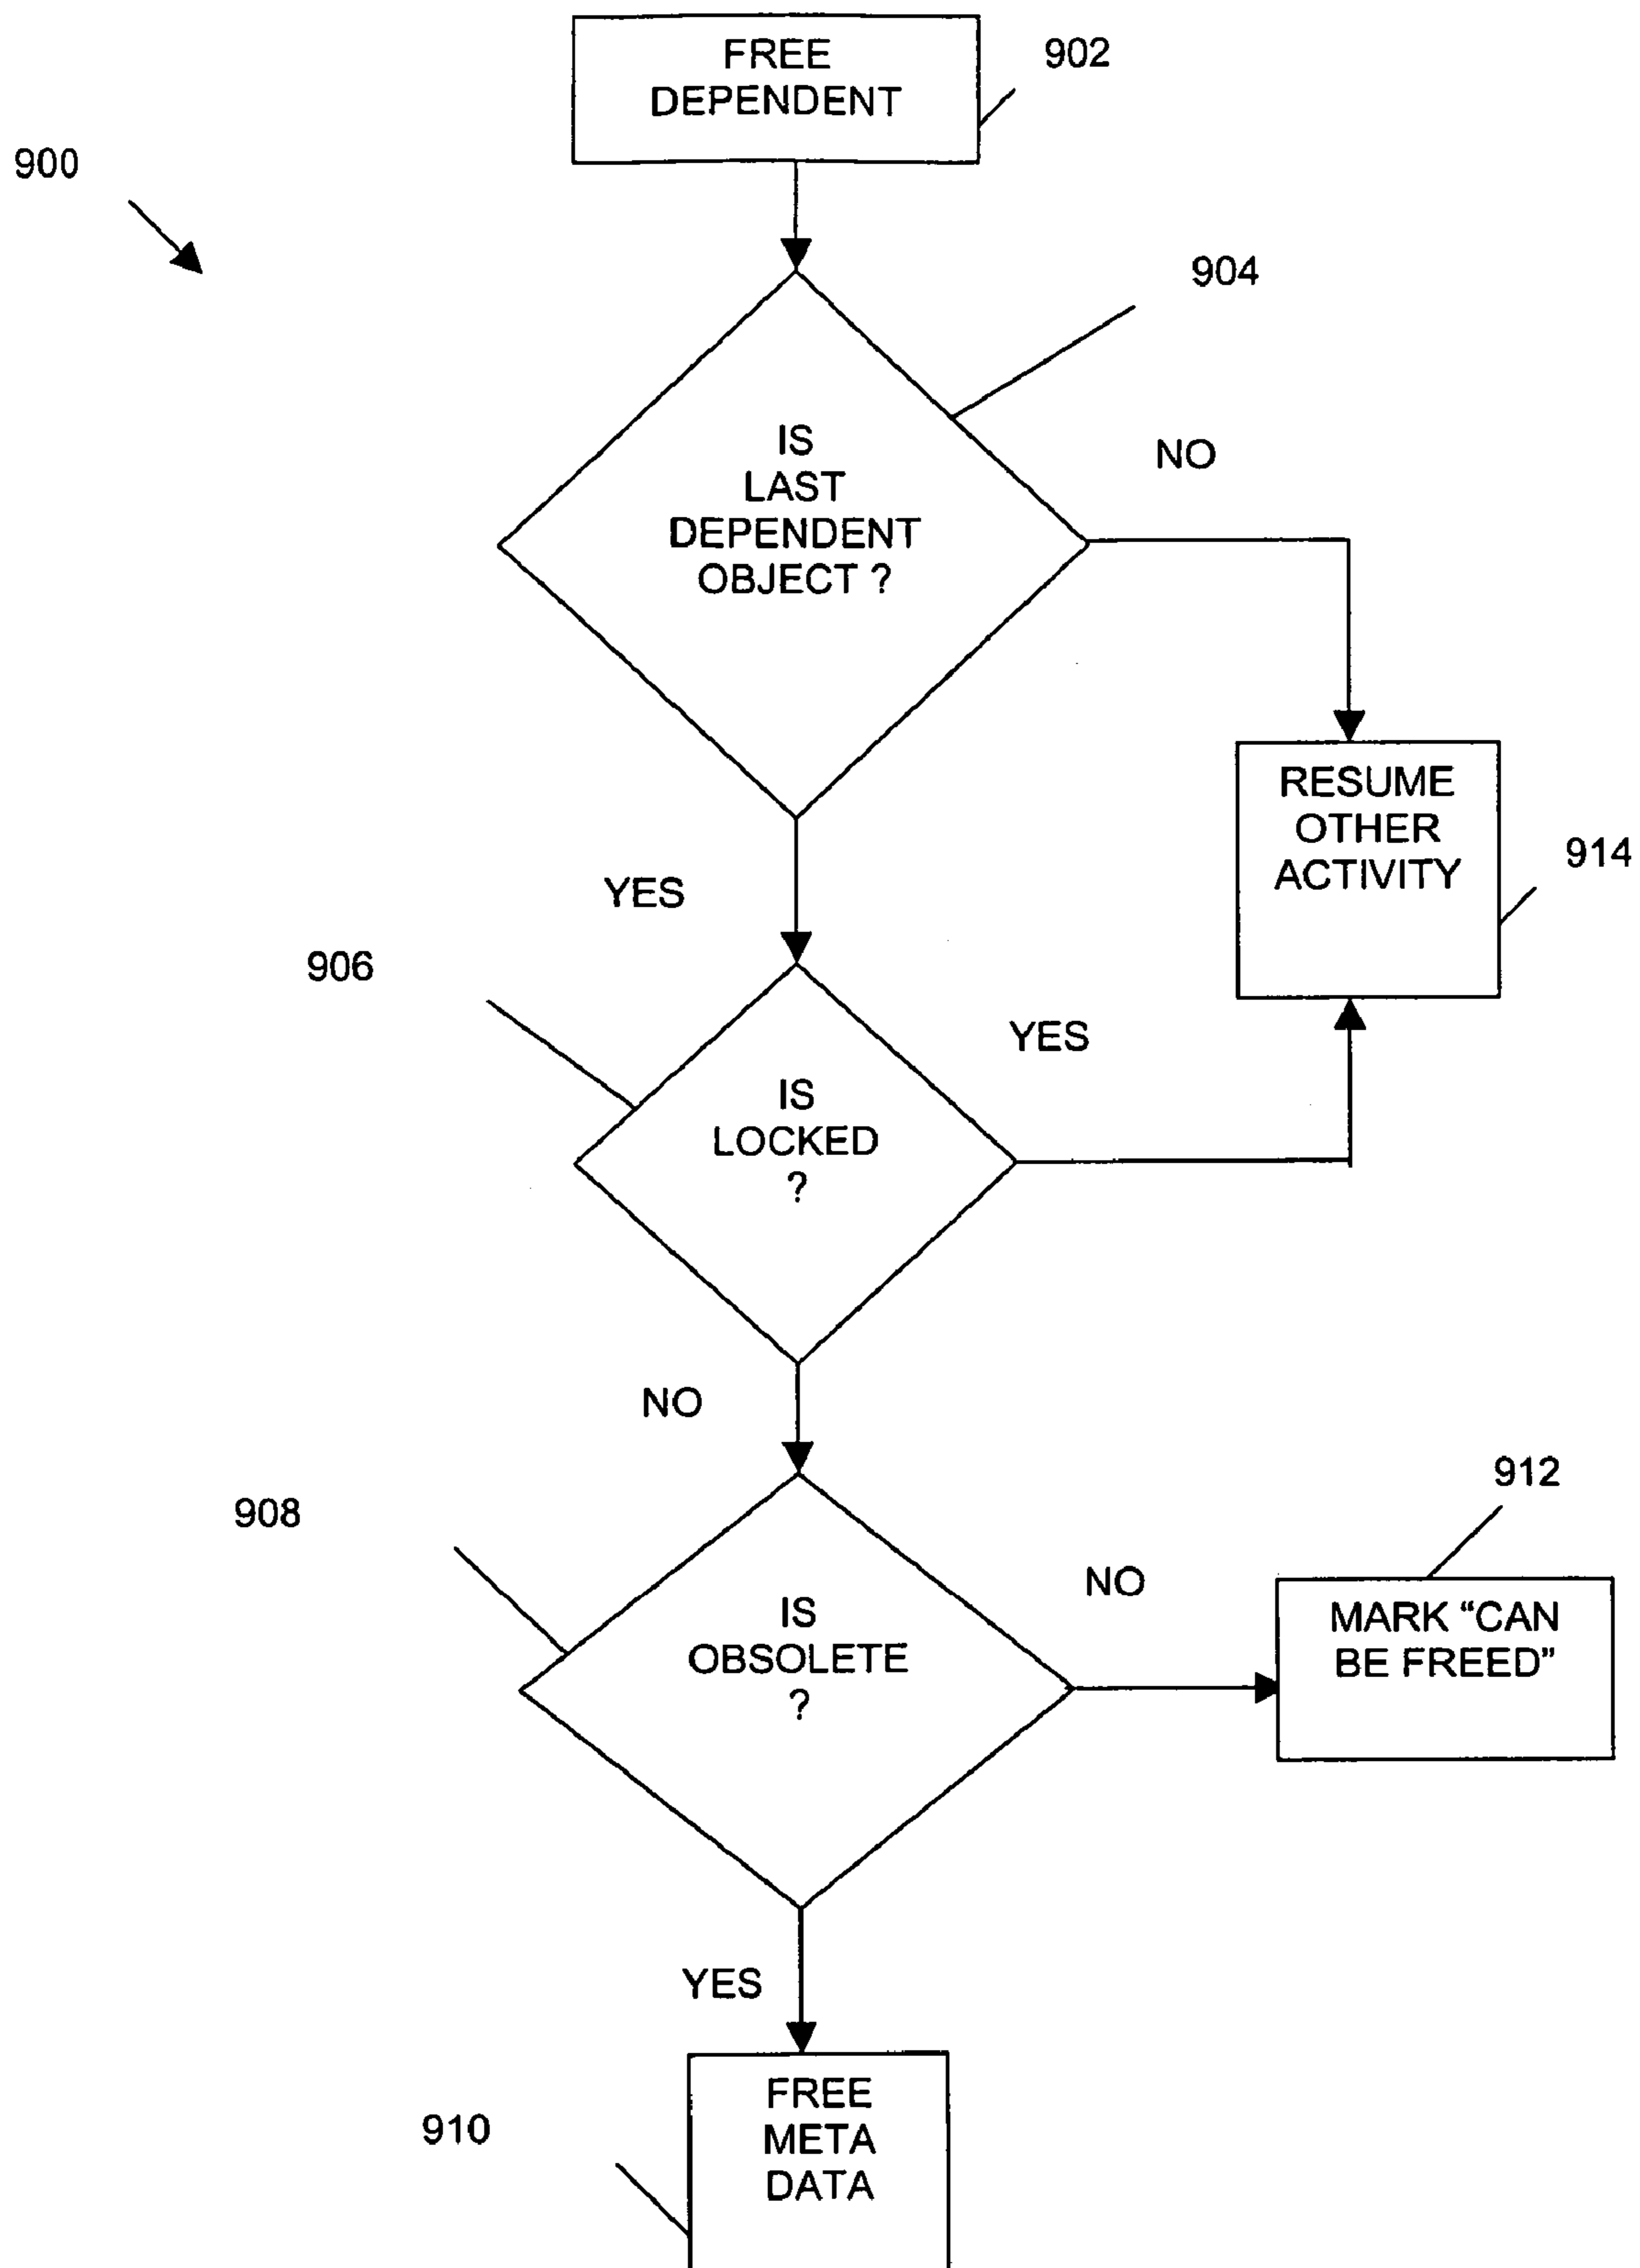 FREE
DEPENDENT
902
900
904
IS
LAST
DEPENDENT
OBJECT ?
NO
RESUME
OTHER
ACTIVITY
914
YES
906
YES
IS
LOCKED
?
NO
912
908
NO
IS
OBSOLETE
?
MARK “CAN
BE FREED”
YES
FREE
META
DATA
910